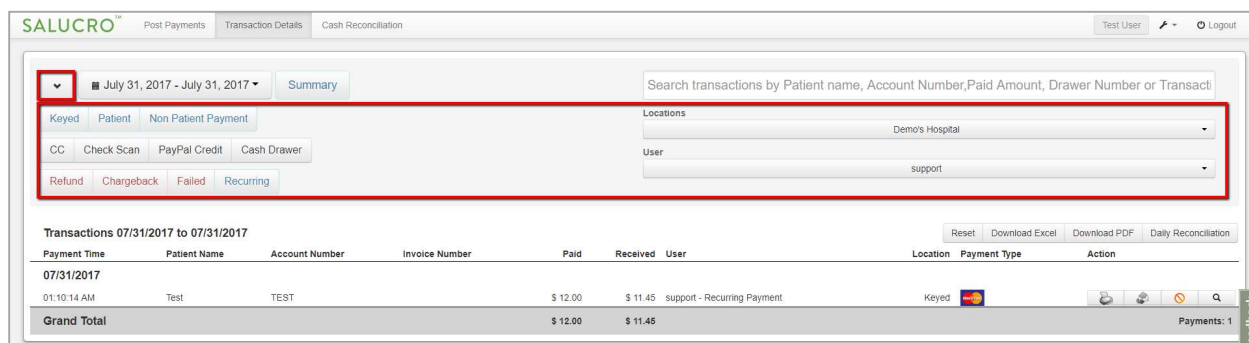 SALUCRO™ Post Payments Transaction Details Cash Reconciliation Test User Logout
July 31, 2017 - July 31, 2017 Summary Search transactions by Patient name, Account Number,Paid Amount, Drawer Number or Transacti
Keyed Patient Non Patient Payment
Locations
Demo's Hospital
CC Check Scan PayPal Credit Cash Drawer
User
support
Refund Chargeback Failed Recurring
Transactions 07/31/2017 to 07/31/2017 Reset Download Excel Download PDF Daily Reconciliation
Payment Time Patient Name Account Number Invoice Number Paid Received User Location Payment Type Action
07/31/2017
01:10:14 AM Test TEST $ 12.00 $ 11.45 support - Recurring Payment Keyed
Grand Total $ 12.00 $ 11.45 Payments: 1